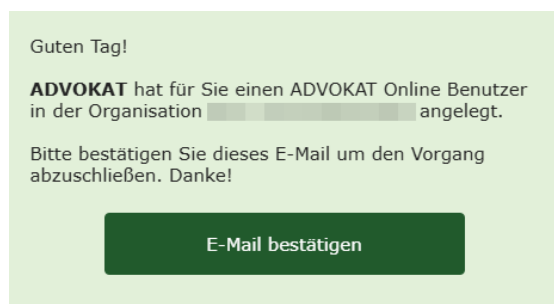 Guten Tag!
ADVOKAT hat für Sie einen ADVOKAT Online Benutzer
in der Organisation angelegt.
Bitte bestätigen Sie dieses E-Mail um den Vorgang
abzuschließen. Danke!
E-Mail bestätigen